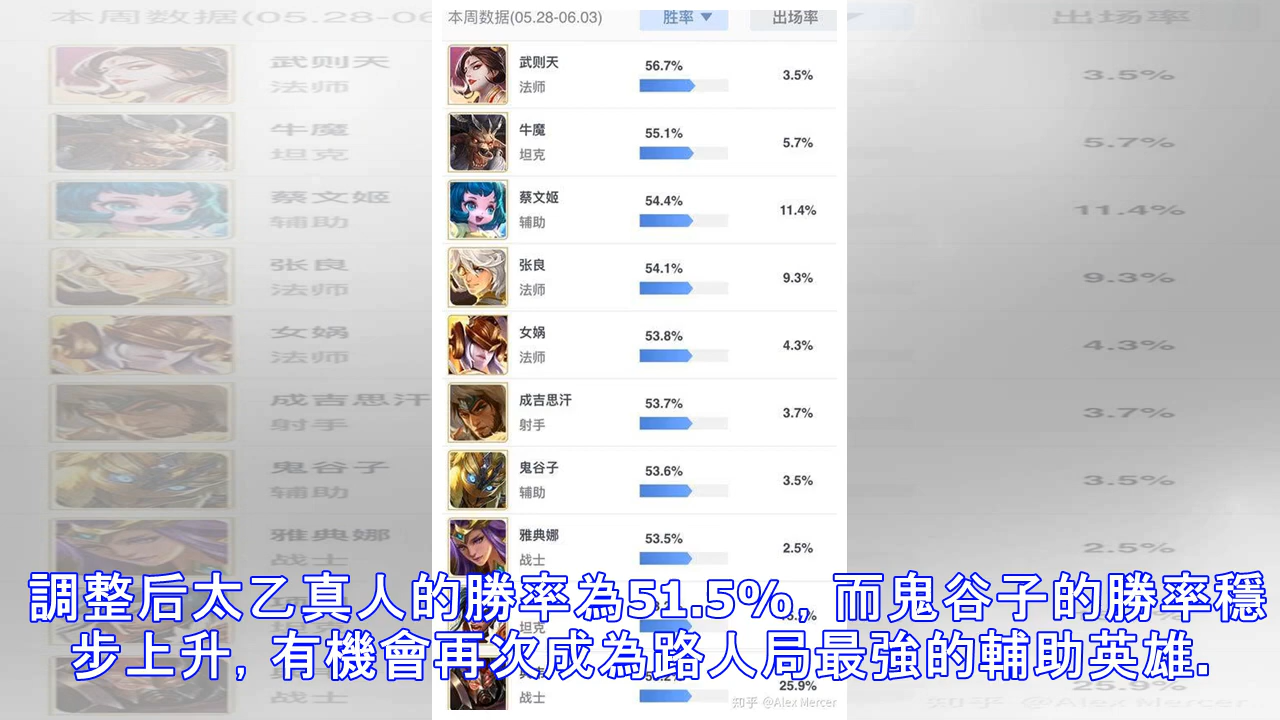 本周数据(05.28-06.03)
胜率
出场率
武则天
法师
56.7%
3.5%
牛魔
坦克
55.1%
5.7%
蔡文姬
辅助
54.4%
11.4%
张良
法师
54.1%
9.3%
女娲
法师
53.8%
4.3%
成吉思汗
射手
53.7%
3.7%
鬼谷子
辅助
53.6%
3.5%
雅典娜
战士
53.5%
2.5%
坦克
战士
25.9%
調整后太乙真人的勝率為51.5%, 而鬼谷子的勝率穩
步上升, 有機會再次成為路人局最強的輔助英雄.
知乎 @Alex Mercer